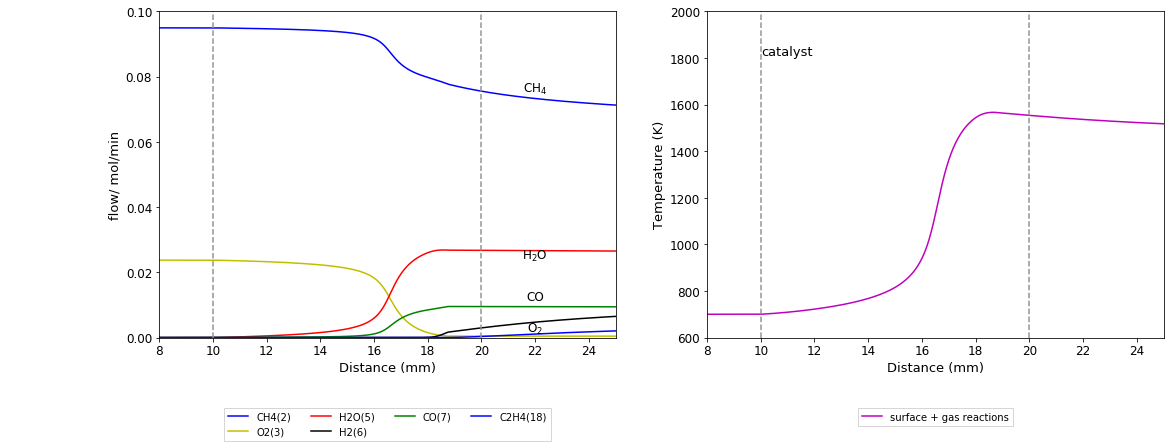 0.10
0.08
0.06
0.04
0.02
0.00
flow/ mol/min
CH₄
H₂O
CO
O₂
8 10 12 14 16 18 20 22 24
Distance (mm)
CH4(2) H2O(5) CO(7) C2H4(18)
O2(3) H2(6)
2000
1800
1600
1400
1200
1000
800
600
Temperature (K)
catalyst
8 10 12 14 16 18 20 22 24
Distance (mm)
surface + gas reactions